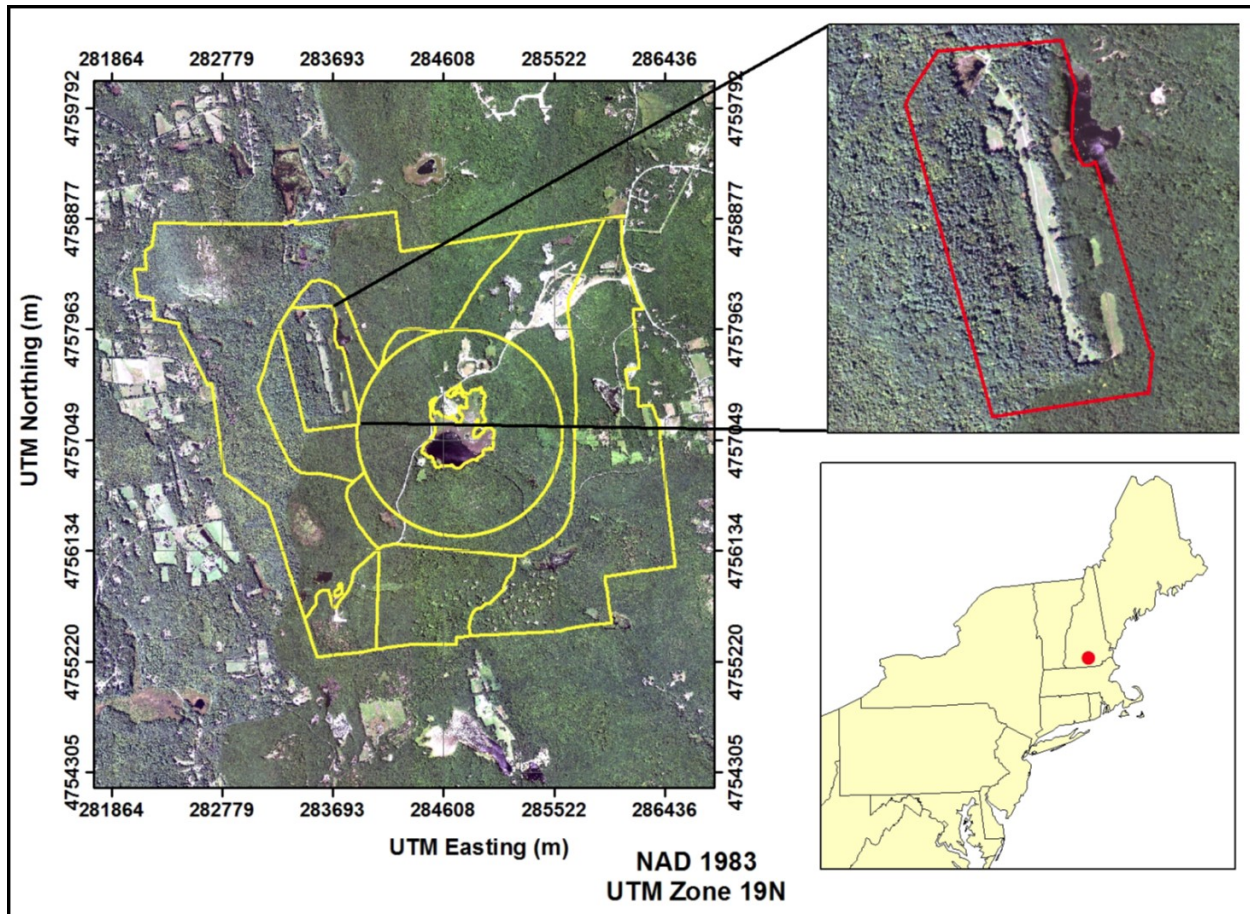 281864 282779 283693 284608 285522 286436
4759792 4759792
4758877 4758877
4757963 4757963
4757049 4757049
4756134 4756134
4755220 4755220
4754305 4754305
UTM Northing (m)
281864 282779 283693 284608 285522 286436
UTM Easting (m)
NAD 1983
UTM Zone 19N